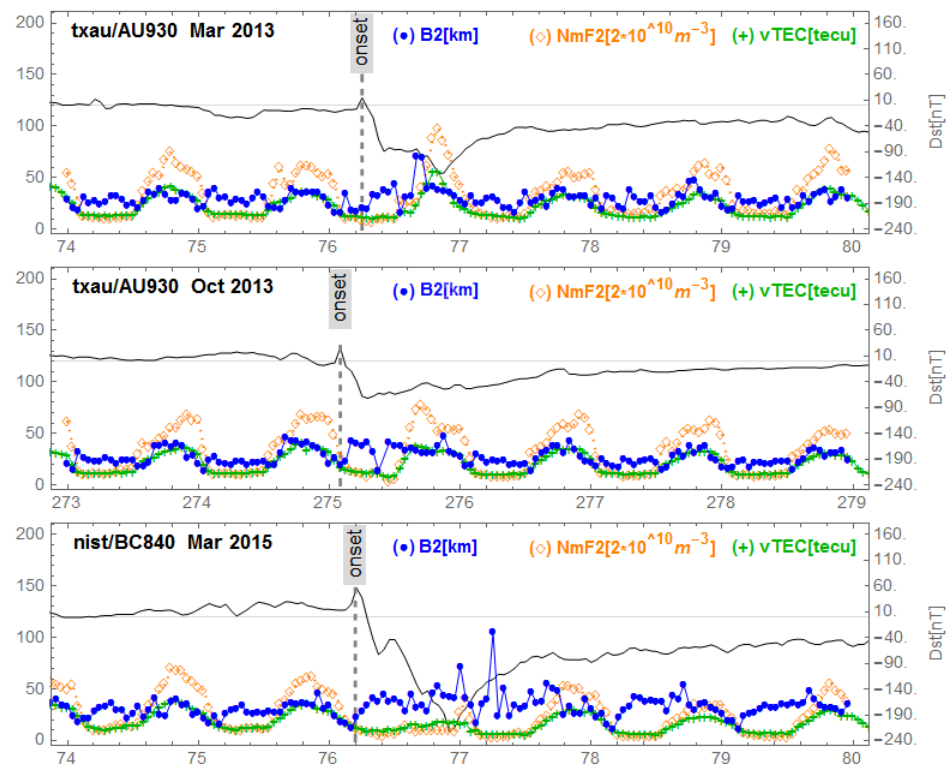 200 txau/AU930 Mar 2013 onset (●) B2[km] (◇) NmF2[2*10^10 m−3] (+) vTEC[tecu] 160.
110.
150 60.
10.
100 −40.
−90.
50 −140.
−190.
0 −240.
Dst[nT]
74 75 76 77 78 79 80
200 txau/AU930 Oct 2013 onset (●) B2[km] (◇) NmF2[2*10^10 m−3] (+) vTEC[tecu] 160.
110.
150 60.
10.
100 −40.
−90.
50 −140.
−190.
0 −240.
Dst[nT]
273 274 275 276 277 278 279
200 nist/BC840 Mar 2015 onset (●) B2[km] (◇) NmF2[2*10^10 m−3] (+) vTEC[tecu] 160.
110.
150 60.
10.
100 −40.
−90.
50 −140.
−190.
0 −240.
Dst[nT]
74 75 76 77 78 79 80